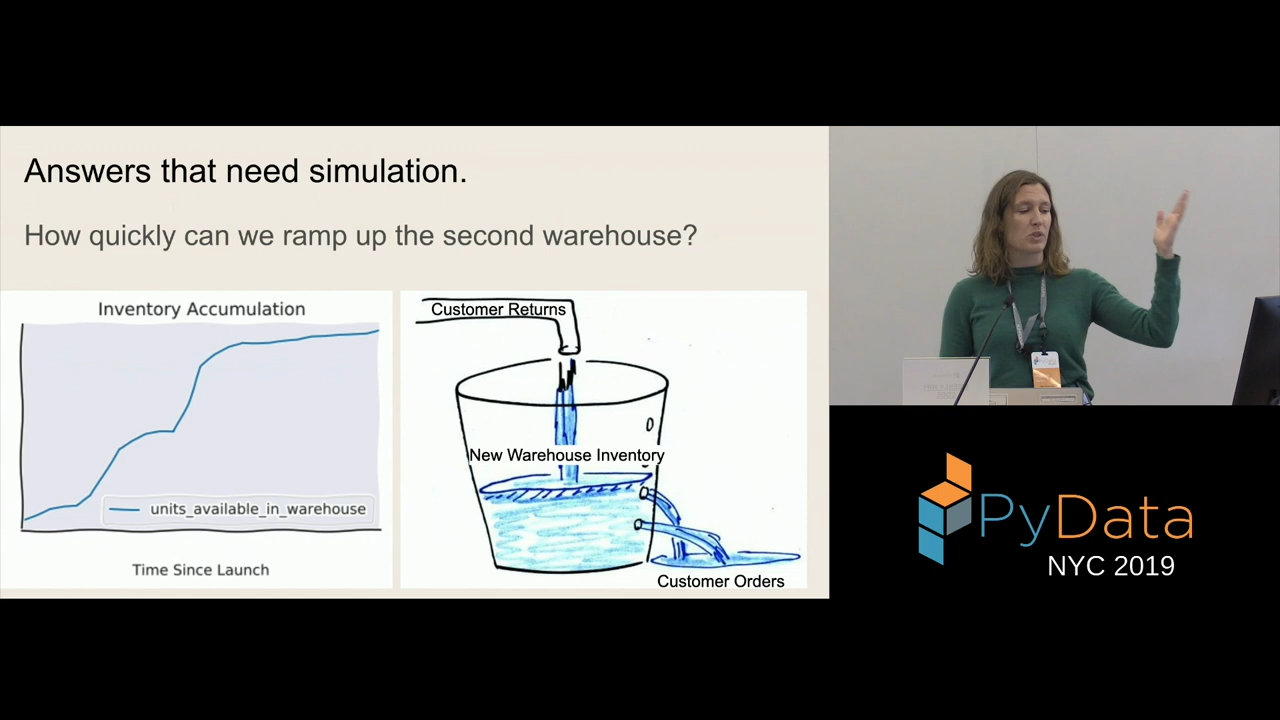 Answers that need simulation.
How quickly can we ramp up the second warehouse?
Inventory Accumulation
units_available_in_warehouse
Time Since Launch
Customer Returns
New Warehouse Inventory
Customer Orders
PyData
NYC 2019